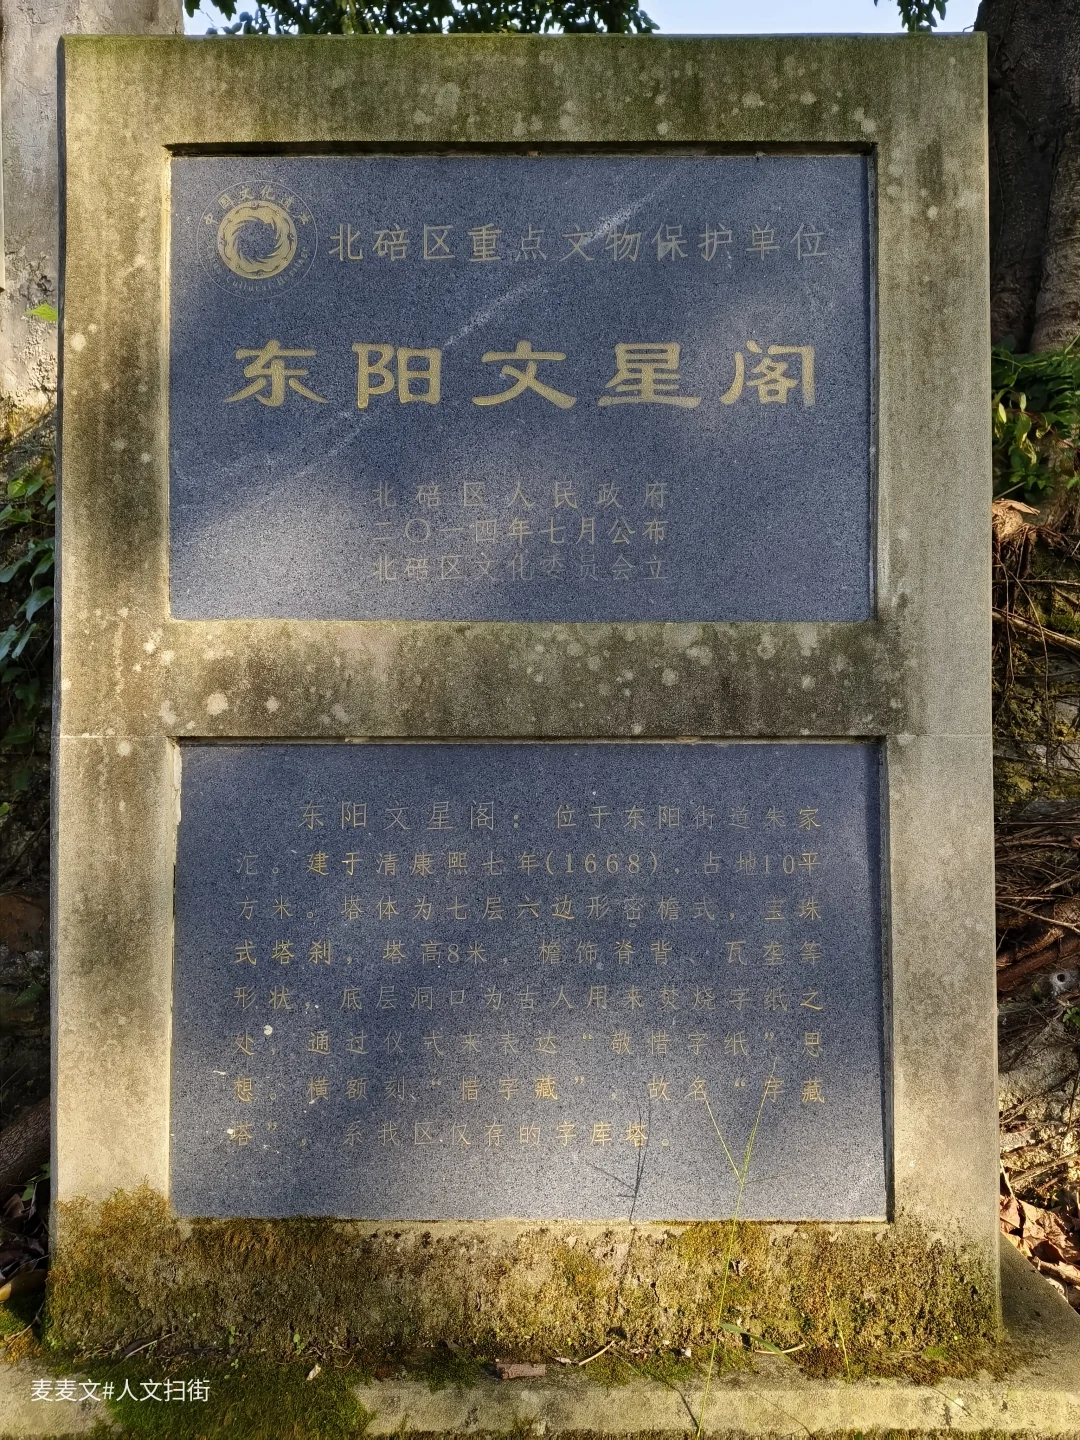 中国文化遗产
北碚区重点文物保护单位
东阳文星阁
北碚区人民政府
二〇一四年七月公布
北碚区文化委员会立
东阳文星阁：位于东阳街道朱家
汇。建于清康熙七年(1668)，占地10平
方米。塔体为七层六边形密檐式，宝珠
式塔刹，塔高8米，檐饰脊背、瓦垄等
形状，底层洞口为古人用来焚烧字纸之
处，通过仪式来表达“敬惜字纸”思
想。横额刻“惜字藏”，故名“字藏
塔”，系我区仅存的字库塔。
麦麦文#人文扫街